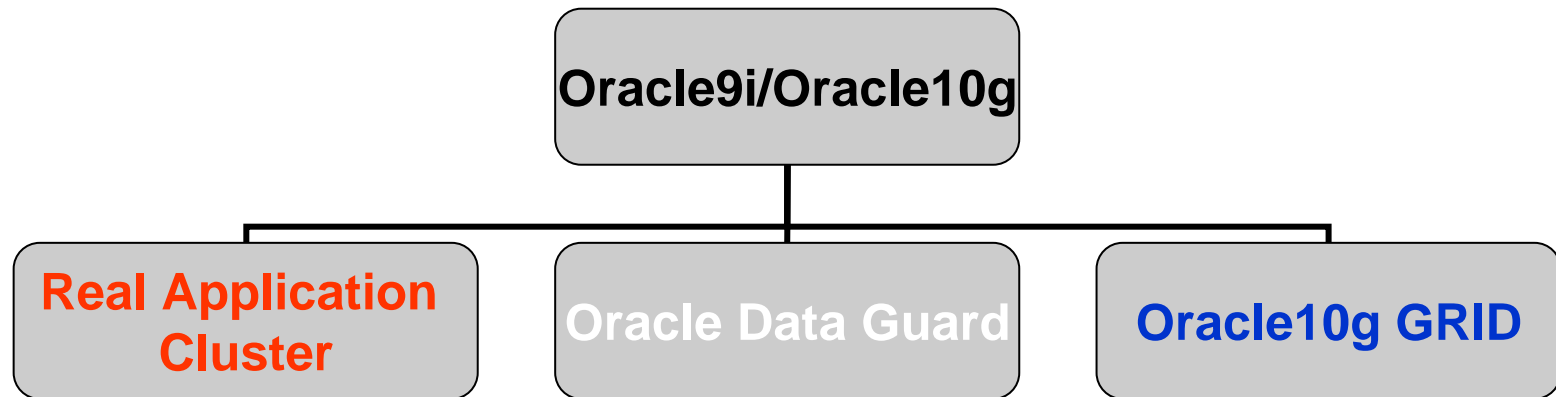 Oracle9i/Oracle10g
Real Application
Cluster
Oracle Data Guard
Oracle10g GRID